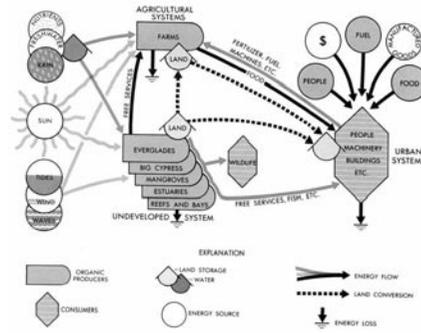 AGRICULTURAL
SYSTEMS
NUTRIENTS
FRESHWATER
RAIN
FARMS
LAND
FERTILIZER FUEL,
MACHINES, ETC.
FOOD
$
FUEL
MANUFACTURED
GOODS
PEOPLE
FOOD
FREE SERVICES
SUN
LAND
EVERGLADES
BIG CYPRESS
MANGROVES
ESTUARIES
REEFS AND BAYS
WILDLIFE
PEOPLE
MACHINERY
BUILDINGS
ETC.
URBAN
SYSTEM
TIDES
WIND
WAVES
UNDEVELOPED SYSTEM
FREE SERVICES, FISH, ETC.
EXPLANATION
ORGANIC
PRODUCERS
LAND STORAGE
WATER
ENERGY FLOW
LAND CONVERSION
CONSUMERS
ENERGY SOURCE
ENERGY LOSS